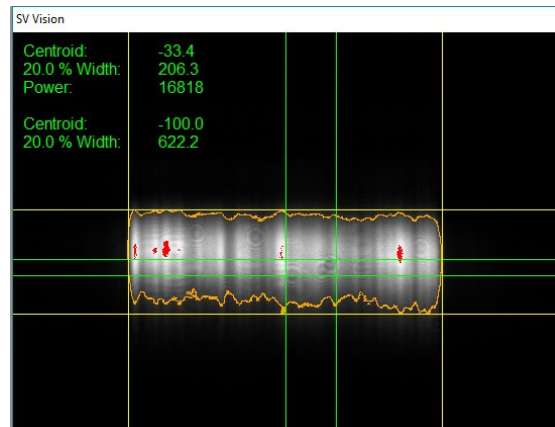 SV Vision
Centroid: -33.4
20.0 % Width: 206.3
Power: 16818
Centroid: -100.0
20.0 % Width: 622.2